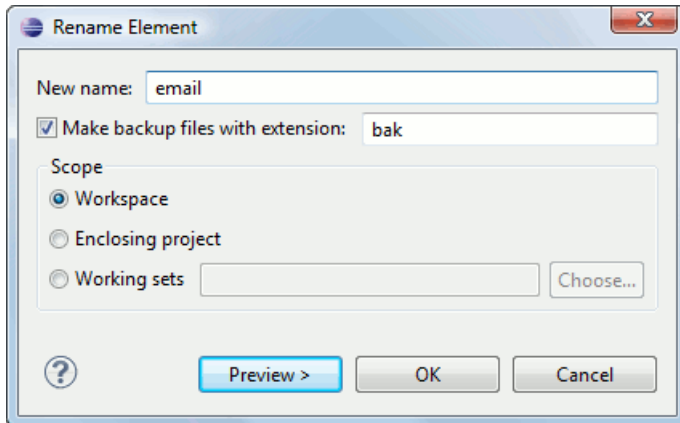 Rename Element
New name: email
Make backup files with extension: bak
Scope
Workspace
Enclosing project
Working sets Choose...
? Preview > OK Cancel